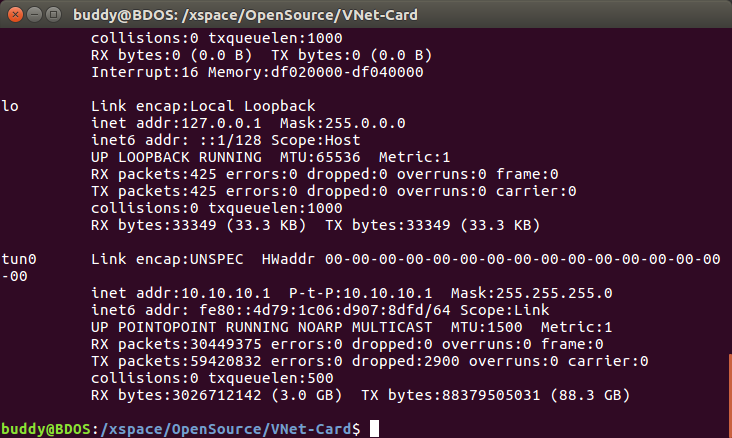 buddy@BDOS: /xspace/OpenSource/VNet-Card
collisions:0 txqueuelen:1000
RX bytes:0 (0.0 B)  TX bytes:0 (0.0 B)
Interrupt:16 Memory:df020000-df040000
lo        Link encap:Local Loopback
inet addr:127.0.0.1  Mask:255.0.0.0
inet6 addr: ::1/128 Scope:Host
UP LOOPBACK RUNNING  MTU:65536  Metric:1
RX packets:425 errors:0 dropped:0 overruns:0 frame:0
TX packets:425 errors:0 dropped:0 overruns:0 carrier:0
collisions:0 txqueuelen:1000
RX bytes:33349 (33.3 KB)  TX bytes:33349 (33.3 KB)
tun0      Link encap:UNSPEC  HWaddr 00-00-00-00-00-00-00-00-00-00-00-00-00-00-00
-00
inet addr:10.10.10.1  P-t-P:10.10.10.1  Mask:255.255.255.0
inet6 addr: fe80::4d79:1c06:d907:8dfd/64 Scope:Link
UP POINTOPOINT RUNNING NOARP MULTICAST  MTU:1500  Metric:1
RX packets:30449375 errors:0 dropped:0 overruns:0 frame:0
TX packets:59420832 errors:0 dropped:2900 overruns:0 carrier:0
collisions:0 txqueuelen:500
RX bytes:3026712142 (3.0 GB)  TX bytes:88379505031 (88.3 GB)
buddy@BDOS:/xspace/OpenSource/VNet-Card$